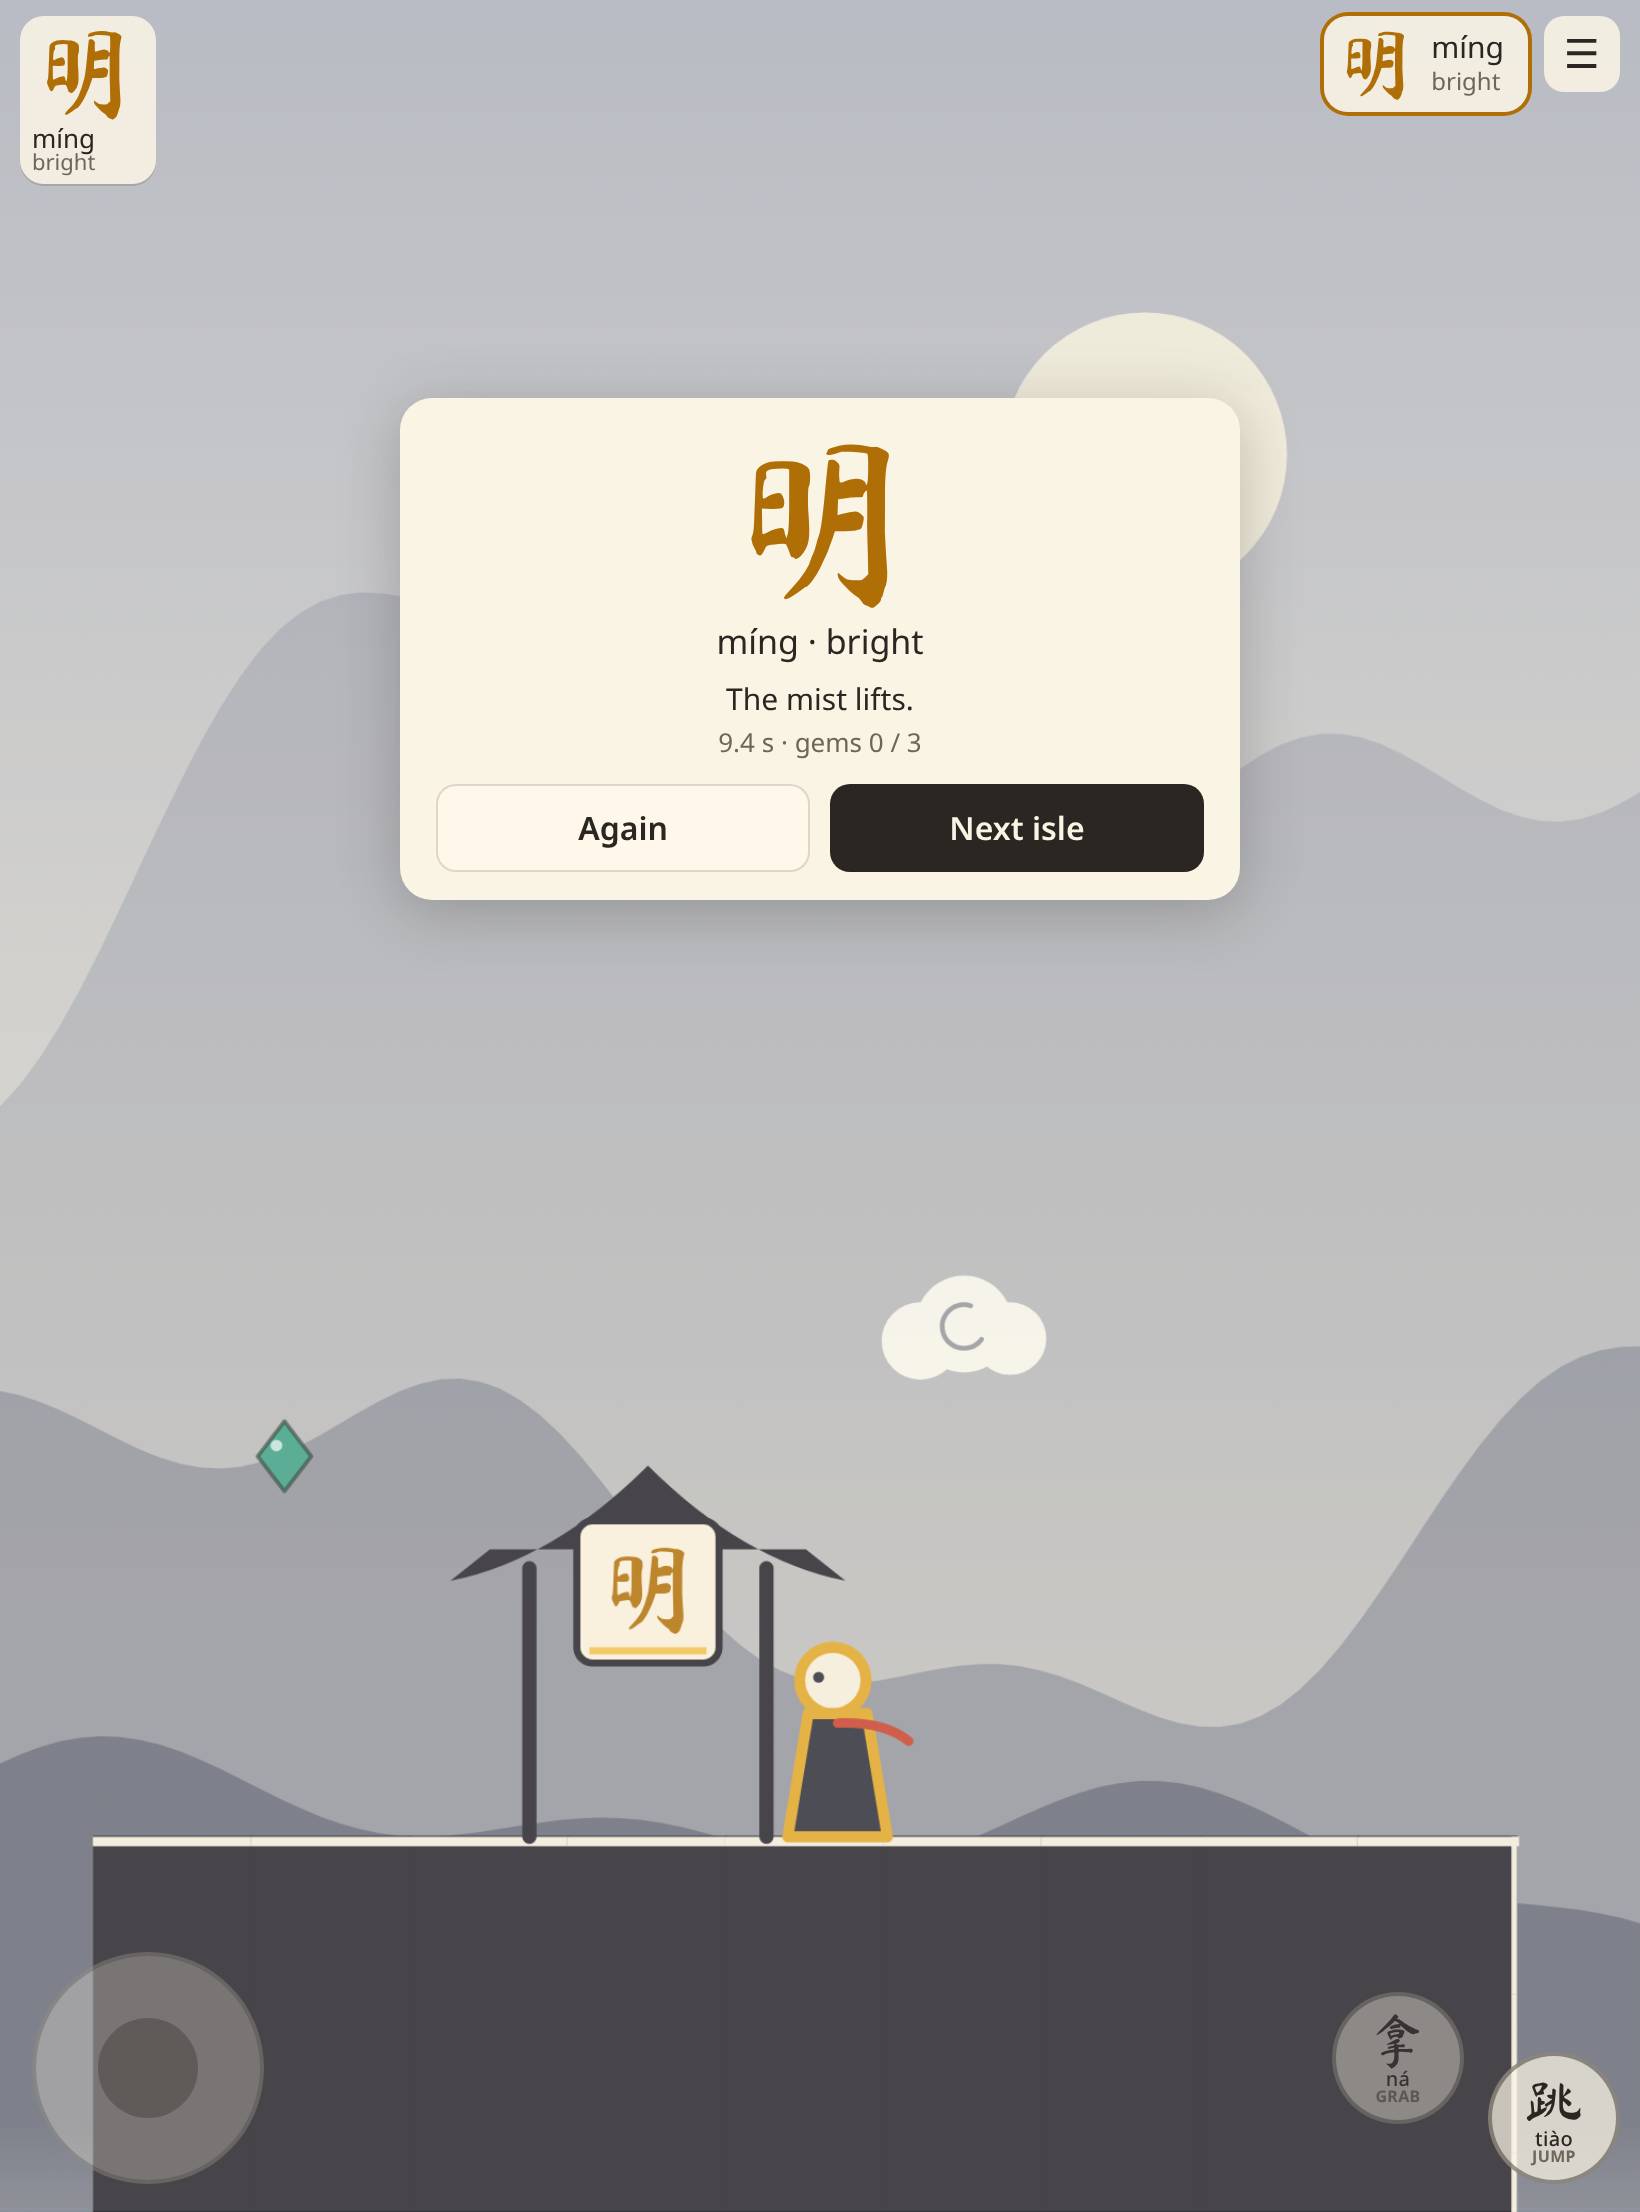 明
míng
bright
明
míng
bright
☰
明
míng · bright
The mist lifts.
9.4 s · gems 0 / 3
Again
Next isle
明
拿
ná
GRAB
跳
tiào
JUMP